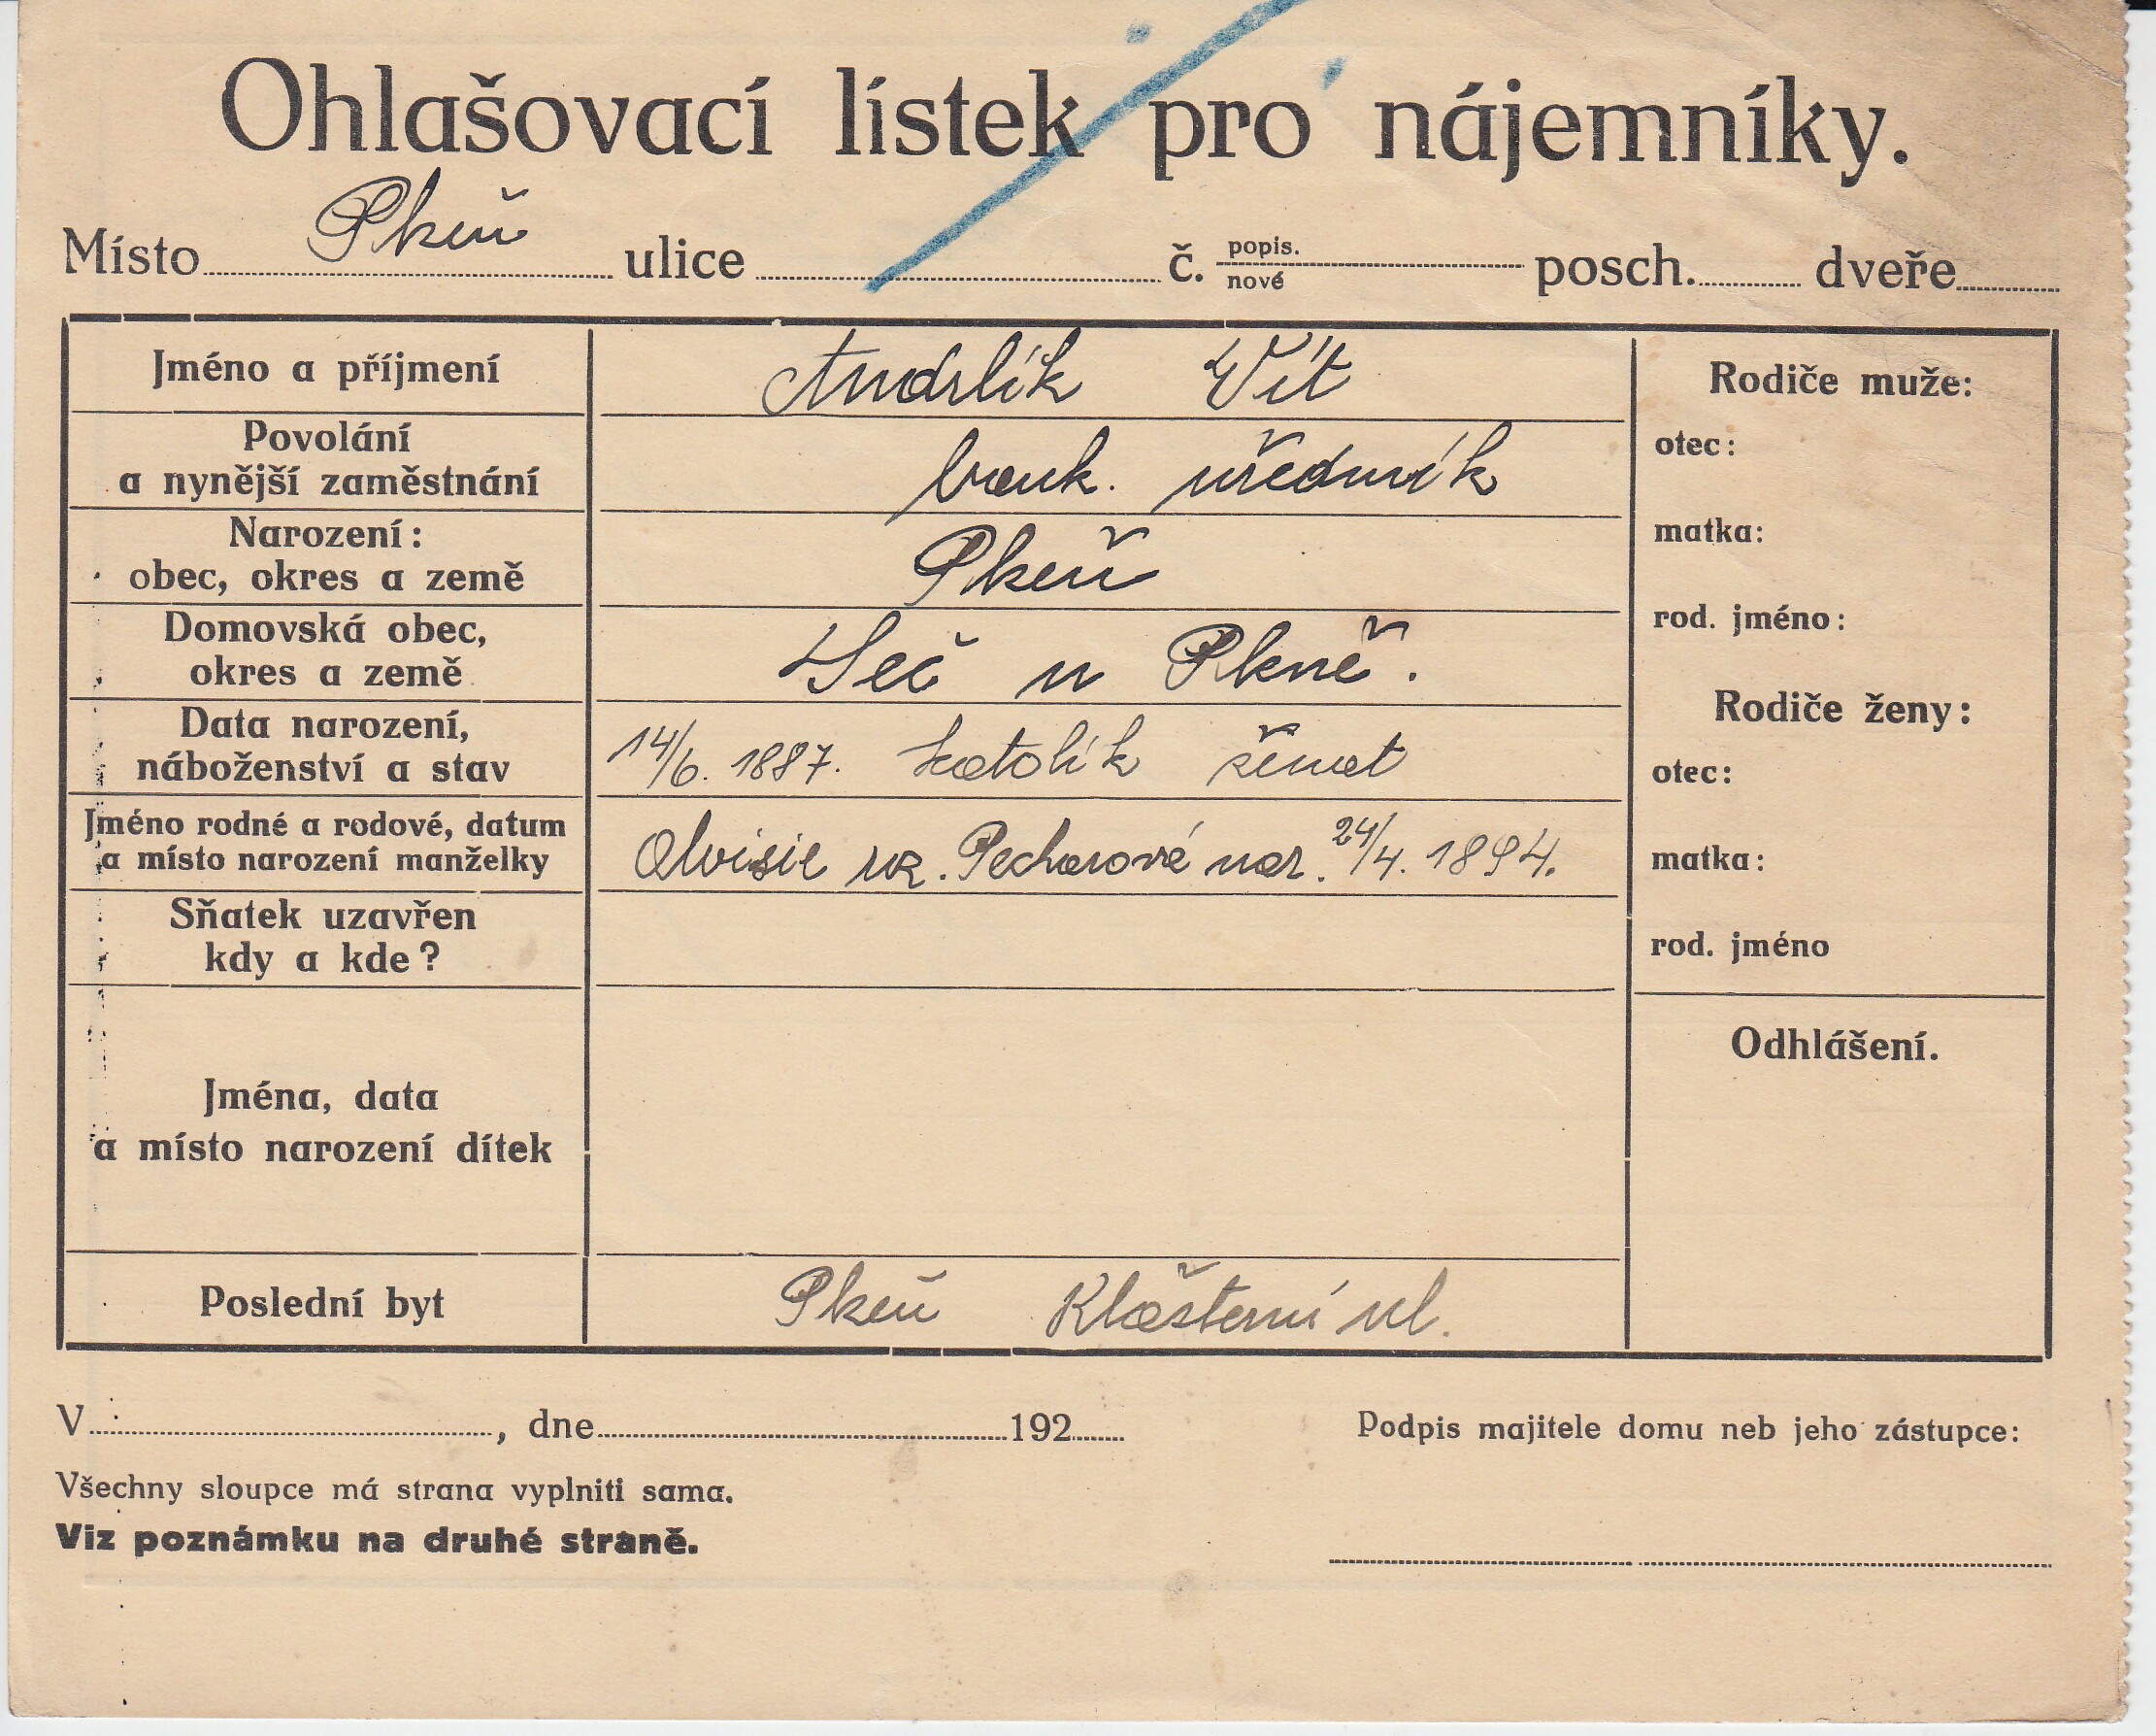 Ohlašovací lístek pro nájemníky.
Místo Plzeň ulice č. popis. nové posch. dveře
Jméno a příjmení Andrlík Vít
Povolání
a nynější zaměstnání bank. úředník
Narození:
obec, okres a země Plzeň
Domovská obec,
okres a země Seč u Plzně.
Data narození,
náboženství a stav 14/6. 1887. katolík ženat
Jméno rodné a rodové, datum
a místo narození manželky Aloisie roz. Pecharová nar. 24/4. 1894.
Sňatek uzavřen
kdy a kde?
Jména, data
a místo narození dítek
Poslední byt Plzeň Klášterní ul.
Rodiče muže:
otec:
matka:
rod. jméno:
Rodiče ženy:
otec:
matka:
rod. jméno
Odhlášení.
V , dne 192
Podpis majitele domu neb jeho zástupce:
Všechny sloupce má strana vyplniti sama.
Viz poznámku na druhé straně.